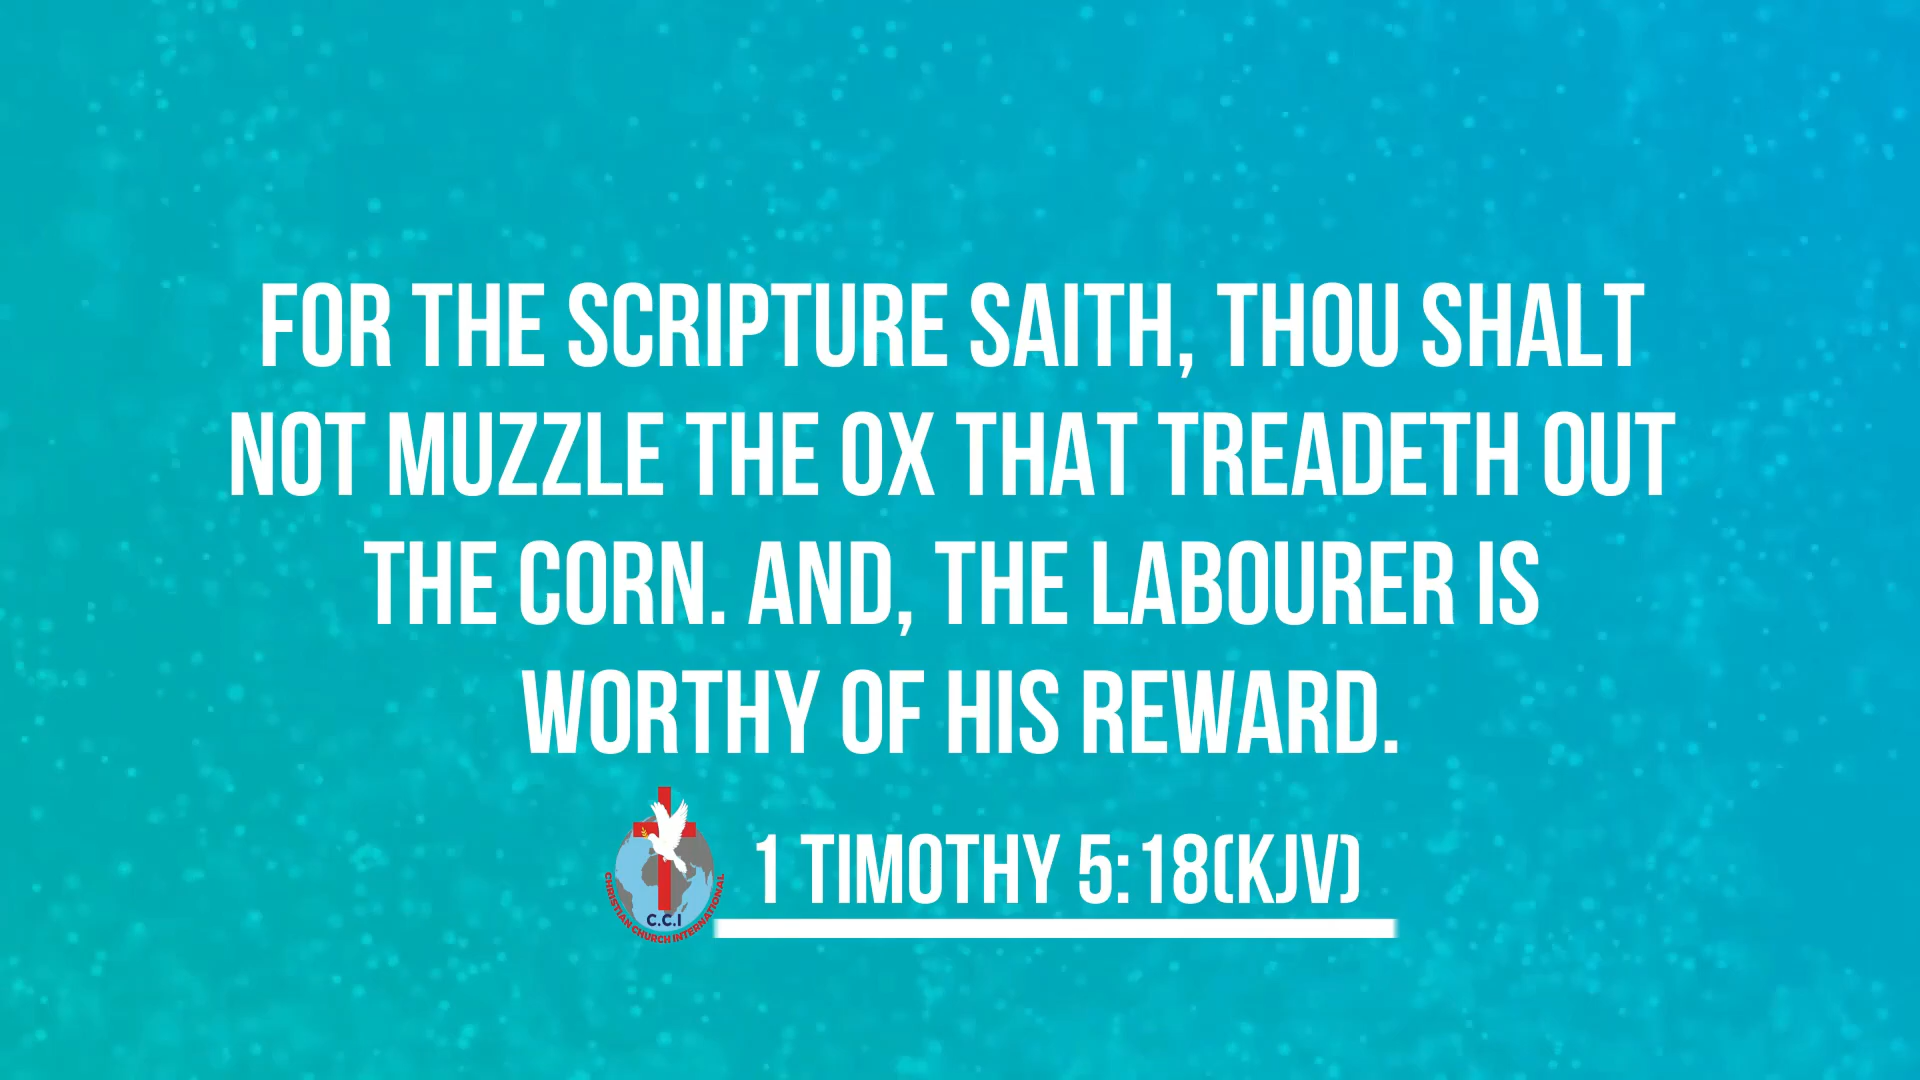 FOR THE SCRIPTURE SAITH, THOU SHALT
NOT MUZZLE THE OX THAT TREADETH OUT
THE CORN. AND, THE LABOURER IS
WORTHY OF HIS REWARD.
1 TIMOTHY 5:18(KJV)
C.C.I
CHRISTIAN CHURCH INTERNATIONAL